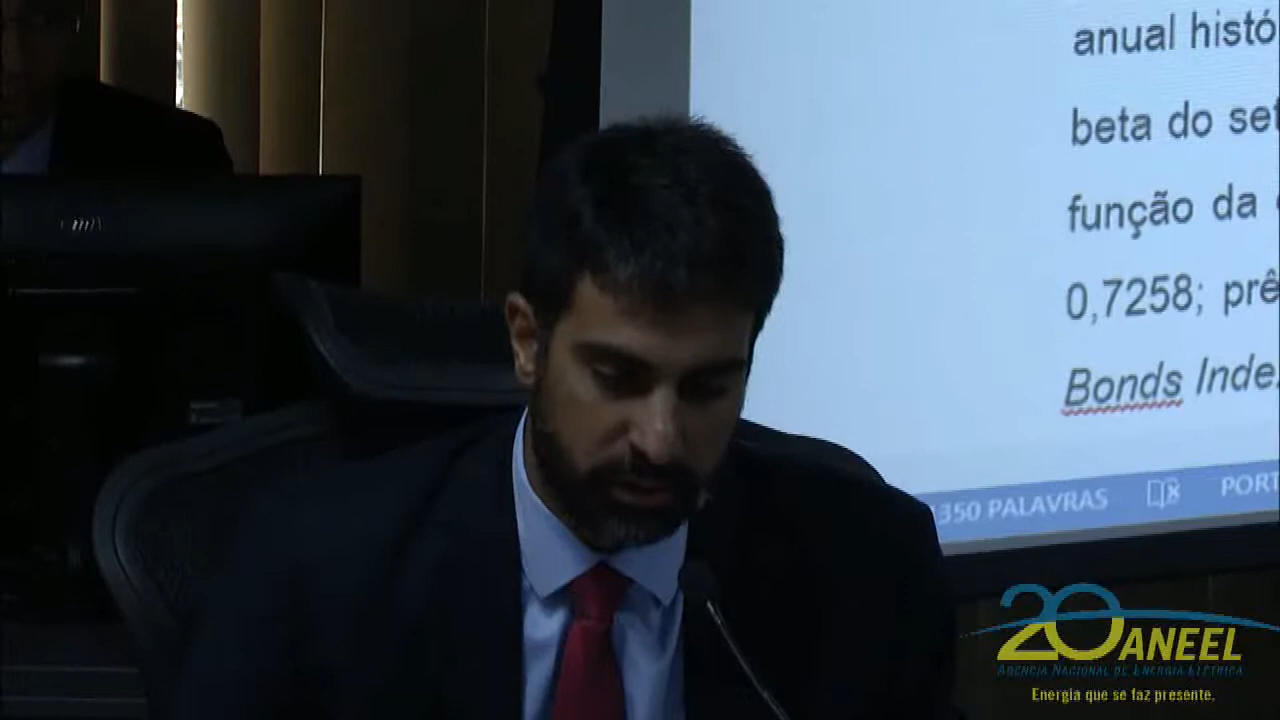 anual histó
beta do set
função da
0,7258; prê
Bonds Inde
350 PALAVRAS
PORT
20 ANEEL
AGÊNCIA NACIONAL DE ENERGIA ELÉTRICA
Energia que se faz presente.